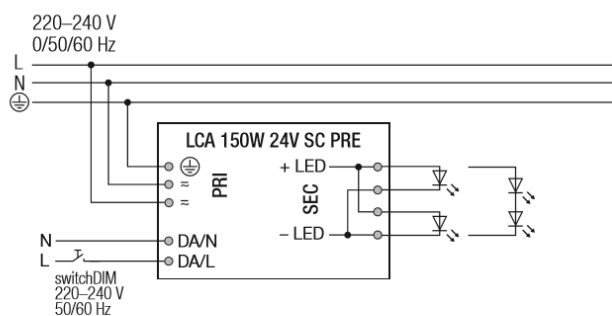 220–240 V
0/50/60 Hz
L
N
LCA 150W 24V SC PRE
+ LED
≈
PRI
≈
SEC
– LED
N
DA/N
L
DA/L
switchDIM
220–240 V
50/60 Hz